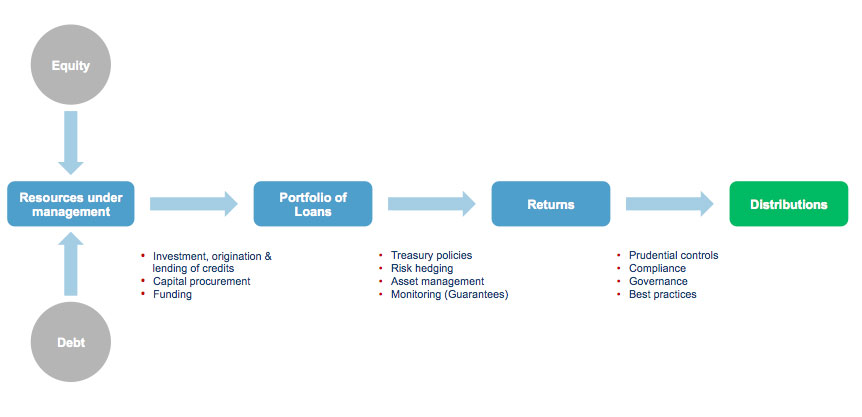 Equity
Resources under
management
Portfolio of
Loans
Returns
Distributions
• Investment, origination &
lending of credits
• Capital procurement
• Funding
• Treasury policies
• Risk hedging
• Asset management
• Monitoring (Guarantees)
• Prudential controls
• Compliance
• Governance
• Best practices
Debt